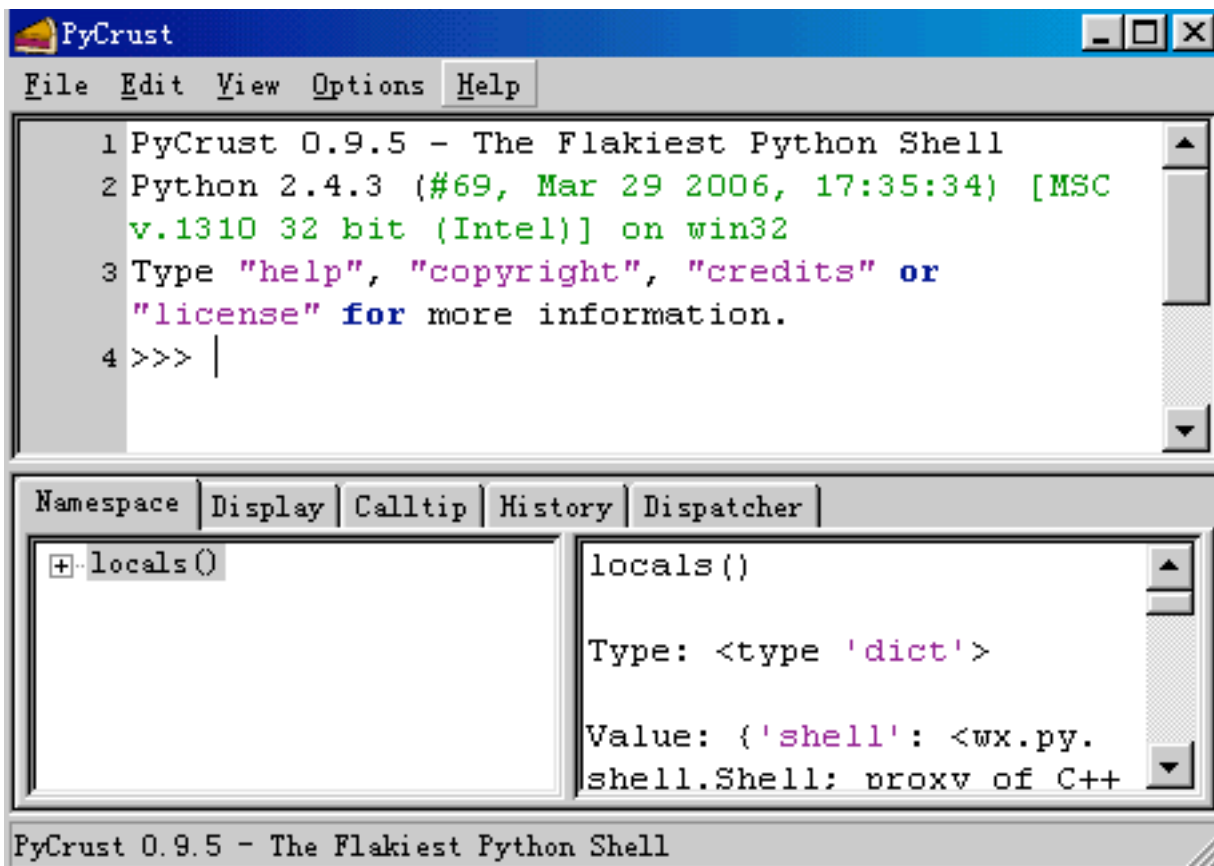 PyCrust
File Edit View Options Help
1 PyCrust 0.9.5 - The Flakiest Python Shell
2 Python 2.4.3 (#69, Mar 29 2006, 17:35:34) [MSC
v.1310 32 bit (Intel)] on win32
3 Type "help", "copyright", "credits" or
"license" for more information.
4 >>>
Namespace Display Calltip History Dispatcher
locals()
locals()
Type: <type 'dict'>
Value: {'shell': <wx.py.
shell.Shell; proxy of C++
PyCrust 0.9.5 - The Flakiest Python Shell